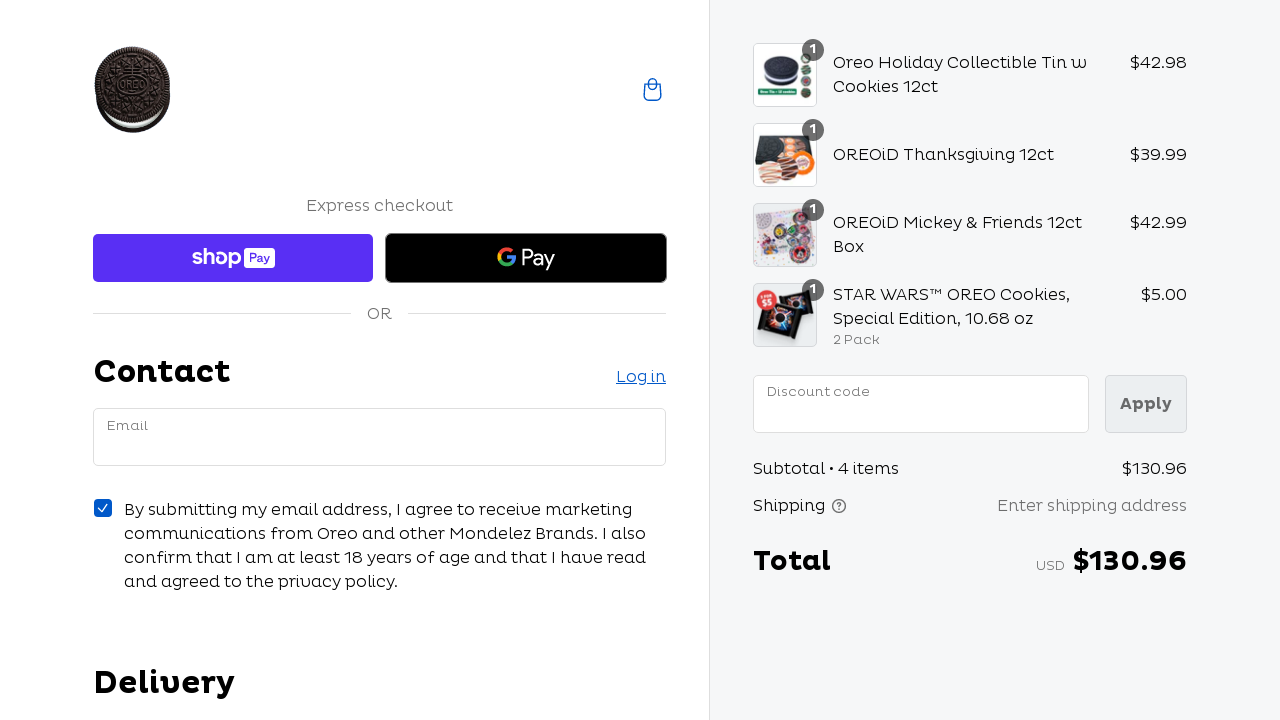 OREO
Express checkout
shop Pay
G Pay
OR
Contact
Log in
Email
By submitting my email address, I agree to receive marketing
communications from Oreo and other Mondelez Brands. I also
confirm that I am at least 18 years of age and that I have read
and agreed to the privacy policy.
Delivery
1
Oreo Holiday Collectible Tin w
Cookies 12ct
$42.98
1
OREOiD Thanksgiving 12ct
$39.99
1
OREOiD Mickey & Friends 12ct
Box
$42.99
1
STAR WARS™ OREO Cookies,
Special Edition, 10.68 oz
2 Pack
$5.00
Discount code
Apply
Subtotal • 4 items
$130.96
Shipping
Enter shipping address
Total
USD $130.96